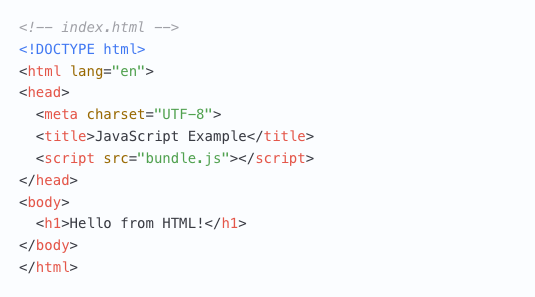 <!-- index.html -->
<!DOCTYPE html>
<html lang="en">
<head>
  <meta charset="UTF-8">
  <title>JavaScript Example</title>
  <script src="bundle.js"></script>
</head>
<body>
  <h1>Hello from HTML!</h1>
</body>
</html>